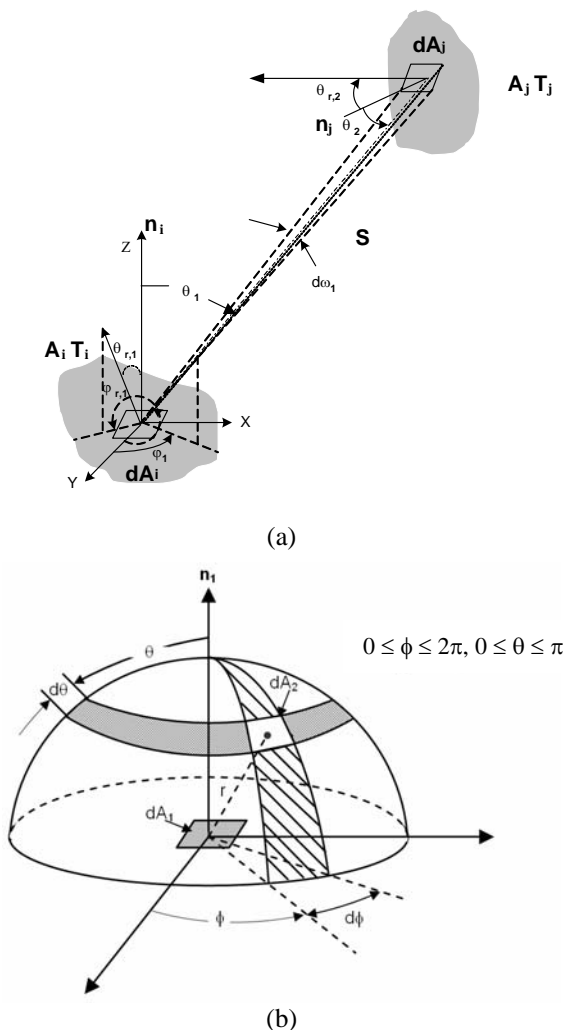 dAj
θr,2
Aj Tj
nj
θ2
ni
Z
S
dω1
θ1
Ai Ti
θr,1
φr,1
X
φ1
Y
dAi
(a)
n1
0 ≤ φ ≤ 2π, 0 ≤ θ ≤ π
θ
dθ
dA2
r
dA1
φ
dφ
(b)